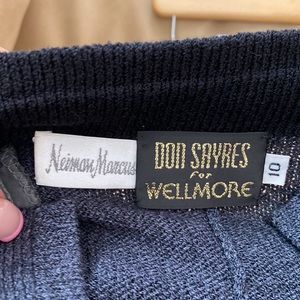 Neiman Marcus
DON SAYRES
FOR
WELLMORE
10